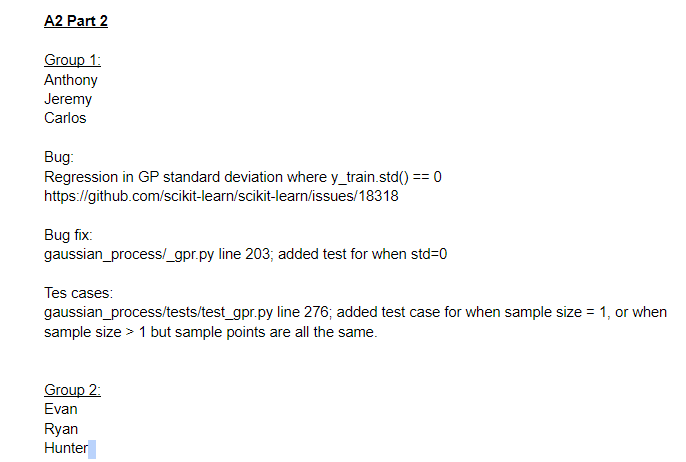 A2 Part 2
Group 1:
Anthony
Jeremy
Carlos
Bug:
Regression in GP standard deviation where y_train.std() == 0
https://github.com/scikit-learn/scikit-learn/issues/18318
Bug fix:
gaussian_process/_gpr.py line 203; added test for when std=0
Tes cases:
gaussian_process/tests/test_gpr.py line 276; added test case for when sample size = 1, or when
sample size > 1 but sample points are all the same.
Group 2:
Evan
Ryan
Hunter